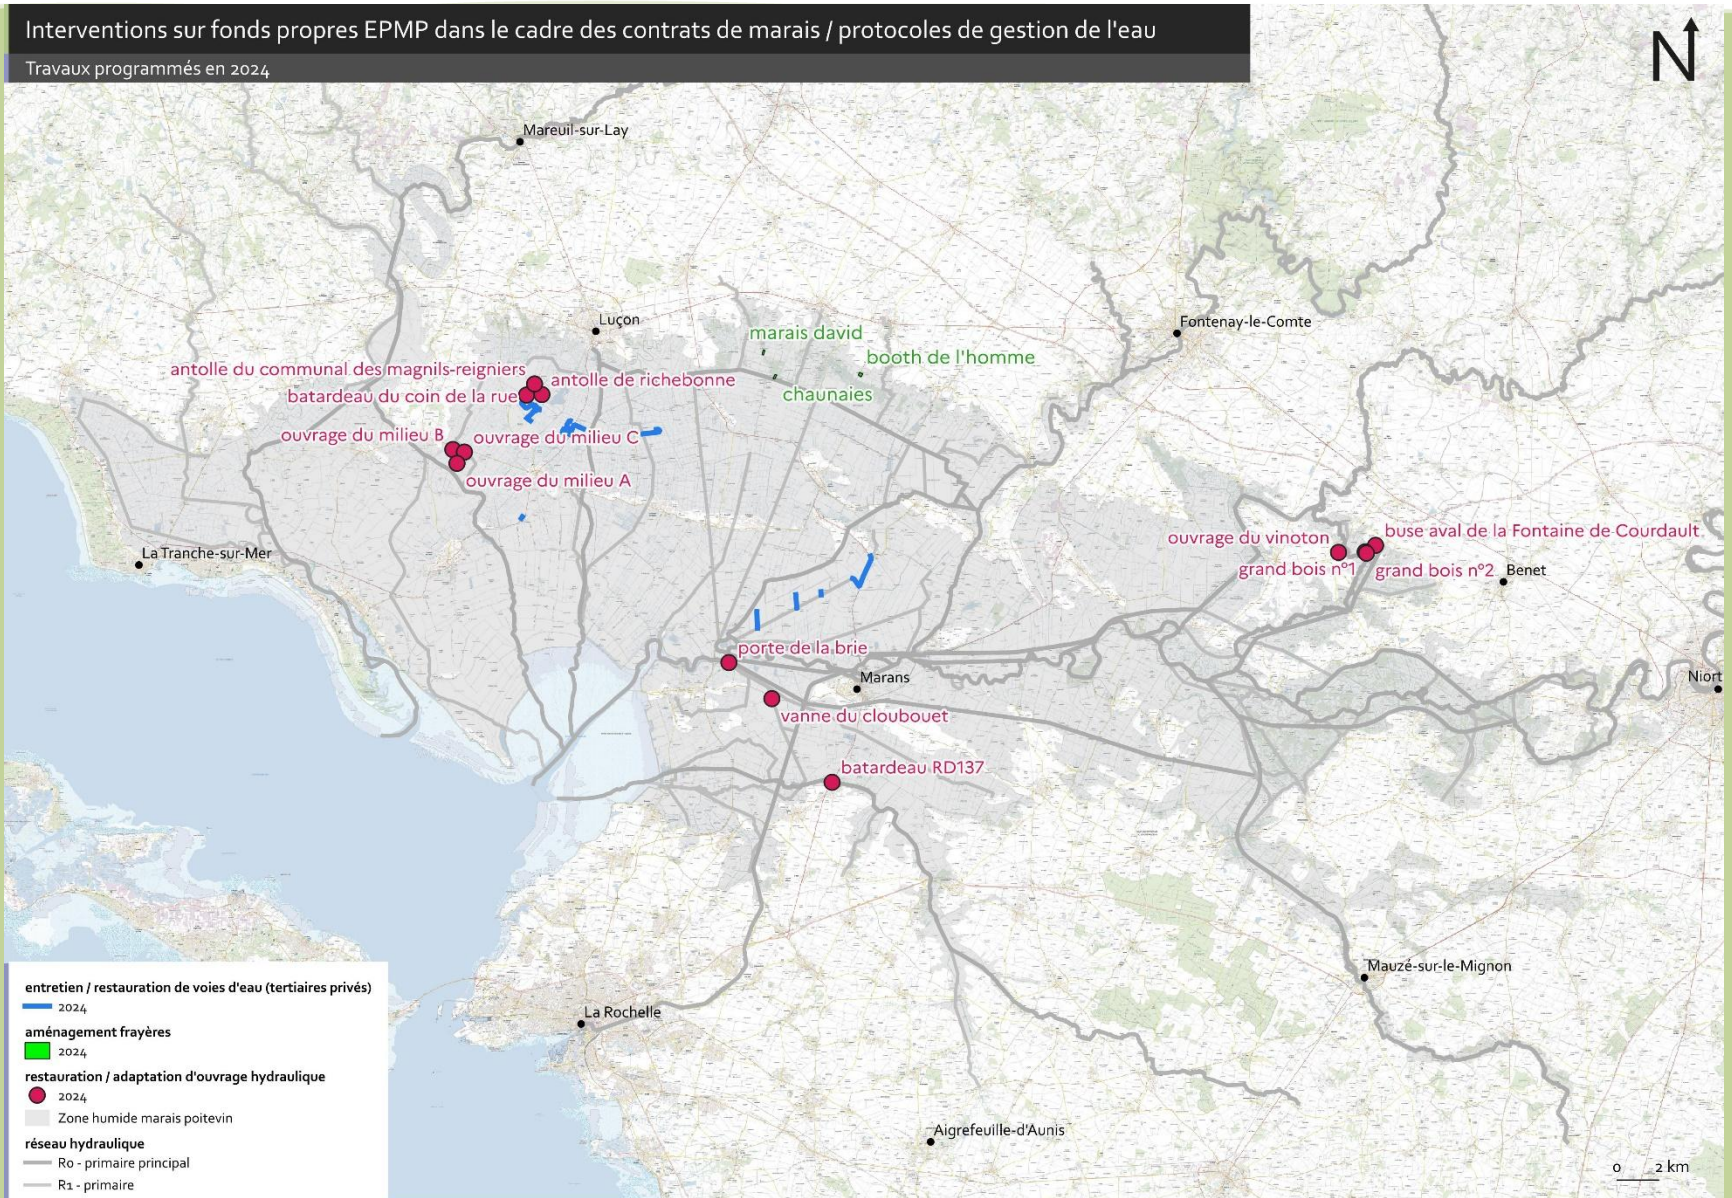 Interventions sur fonds propres EPMP dans le cadre des contrats de marais / protocoles de gestion de l'eau
Travaux programmés en 2024
N
Mareuil-sur-Lay
Luçon
Fontenay-le-Comte
marais david
booth de l'homme
chaunaies
antolle du communal des magnils-reigniers
antolle de richebonne
batardeau du coin de la rue
ouvrage du milieu B
ouvrage du milieu C
ouvrage du milieu A
La Tranche-sur-Mer
ouvrage du vinoton
buse aval de la Fontaine de Courdault
grand bois n°1
grand bois n°2
Benet
porte de la brie
Marans
Niort
vanne du cloubouet
batardeau RD137
Mauzé-sur-le-Mignon
La Rochelle
Aigrefeuille-d'Aunis
entretien / restauration de voies d'eau (tertiaires privés)
2024
aménagement frayères
2024
restauration / adaptation d'ouvrage hydraulique
2024
Zone humide marais poitevin
réseau hydraulique
R0 - primaire principal
R1 - primaire
0 2 km